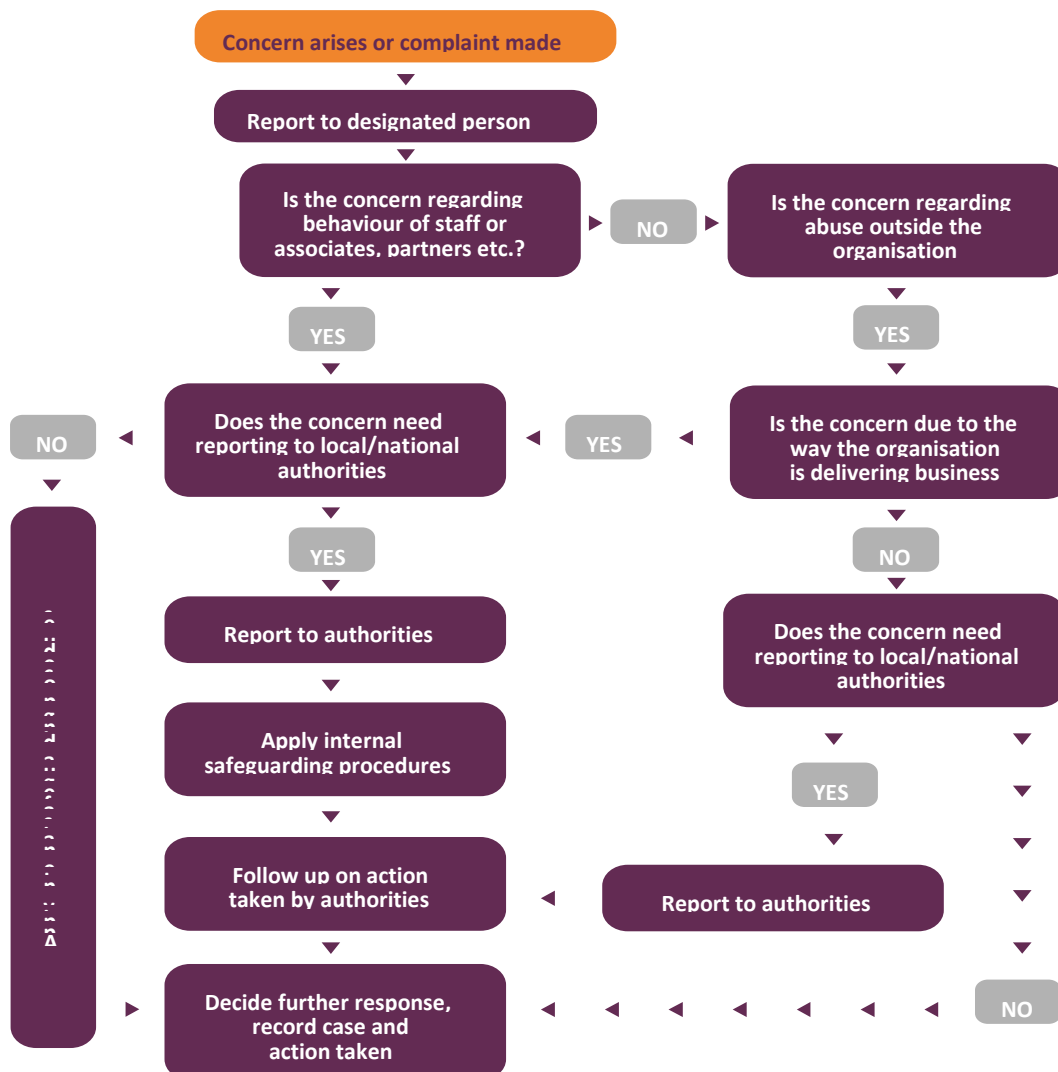 Concern arises or complaint made
Report to designated person
Is the concern regarding
behaviour of staff or
associates, partners etc.?
NO
Is the concern regarding
abuse outside the
organisation
YES
YES
NO
Does the concern need
reporting to local/national
authorities
YES
Is the concern due to the
way the organisation
is delivering business
YES
NO
Report to authorities
Does the concern need
reporting to local/national
authorities
Apply internal
safeguarding procedures
YES
Follow up on action
taken by authorities
Report to authorities
Decide further response,
record case and
action taken
NO